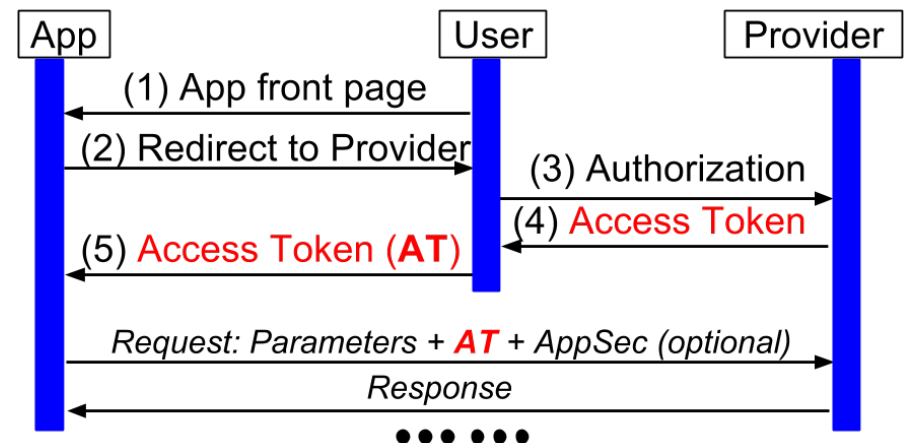 App
User
Provider
(1) App front page
(2) Redirect to Provider
(3) Authorization
(4) Access Token
(5) Access Token (AT)
Request: Parameters + AT + AppSec (optional)
Response